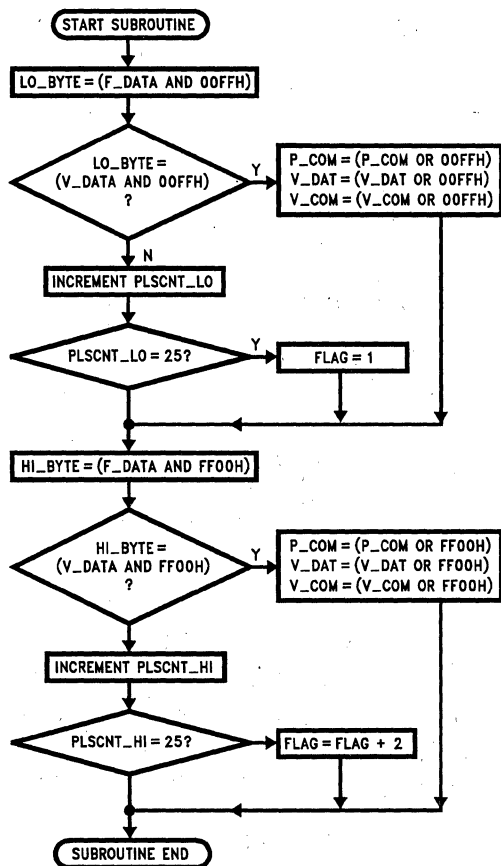 START SUBROUTINE
LO_BYTE=(F_DATA AND 00FFH)
LO_BYTE=
(V_DATA AND 00FFH)
?
Y
P_COM=(P_COM OR 00FFH)
V_DAT=(V_DAT OR 00FFH)
V_COM=(V_COM OR 00FFH)
N
INCREMENT PLSCNT_LO
PLSCNT_LO=25?
Y
FLAG=1
HI_BYTE=(F_DATA AND FF00H)
HI_BYTE=
(V_DATA AND FF00H)
?
Y
P_COM=(P_COM OR FF00H)
V_DAT=(V_DAT OR FF00H)
V_COM=(V_COM OR FF00H)
INCREMENT PLSCNT_HI
PLSCNT_HI=25?
FLAG=FLAG + 2
SUBROUTINE END